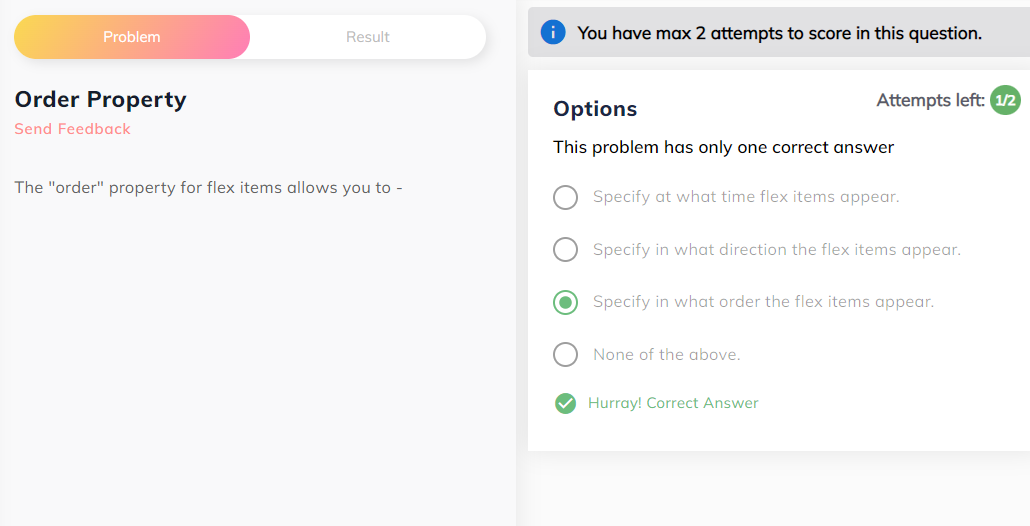 Problem
Result
Order Property
Send Feedback
The "order" property for flex items allows you to -
You have max 2 attempts to score in this question.
Options
Attempts left: 1/2
This problem has only one correct answer
Specify at what time flex items appear.
Specify in what direction the flex items appear.
Specify in what order the flex items appear.
None of the above.
Hurray! Correct Answer